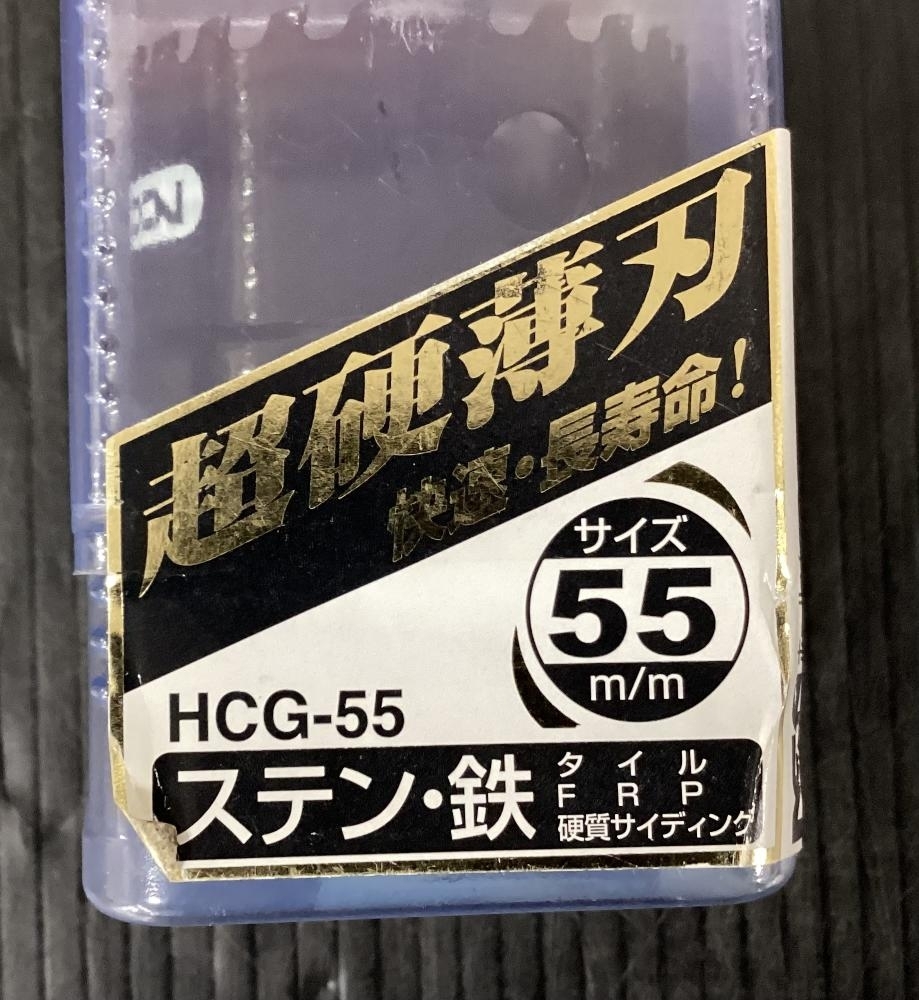 超硬薄刃
快適・長寿命!
サイズ
55
m/m
HCG-55
ステン・鉄
タイル
FRP
硬質サイディング